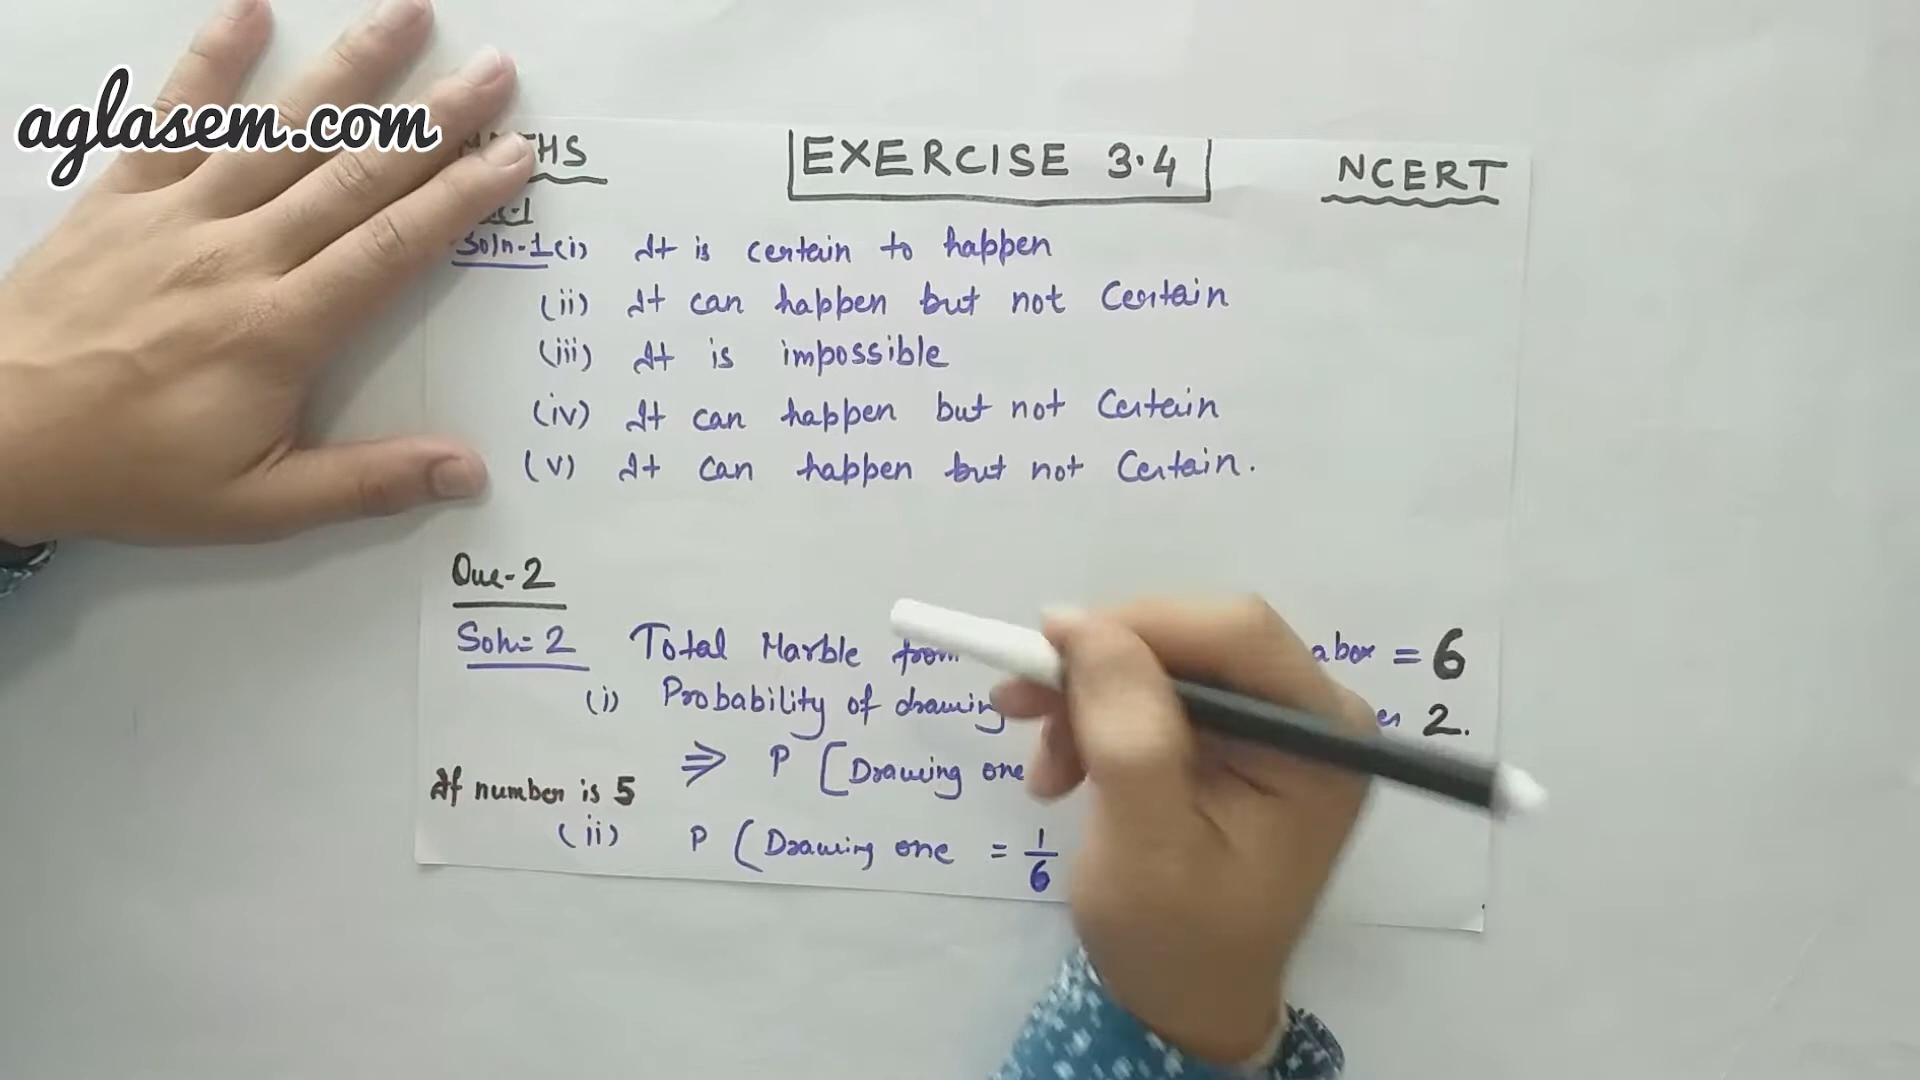 aglasem.com
EXERCISE 3.4
NCERT
Soln-1 (i) It is certain to happen
(ii) It can happen but not Certain
(iii) It is impossible
(iv) It can happen but not Certain
(v) It can happen but not Certain.
Que-2
Soln=2 Total Marble from a box = 6
(i) Probability of drawing 2.
⇒ P [Drawing one
If number is 5
(ii) P (Drawing one = 1/6